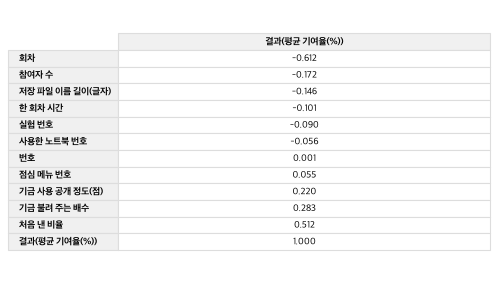 결과(평균 기여율(%))
회차 -0.612
참여자 수 -0.172
저장 파일 이름 길이(글자) -0.146
한 회차 시간 -0.101
실험 번호 -0.090
사용한 노트북 번호 -0.056
번호 0.001
점심 메뉴 번호 0.055
기금 사용 공개 정도(점) 0.220
기금 불려 주는 배수 0.283
처음 낸 비율 0.512
결과(평균 기여율(%)) 1.000